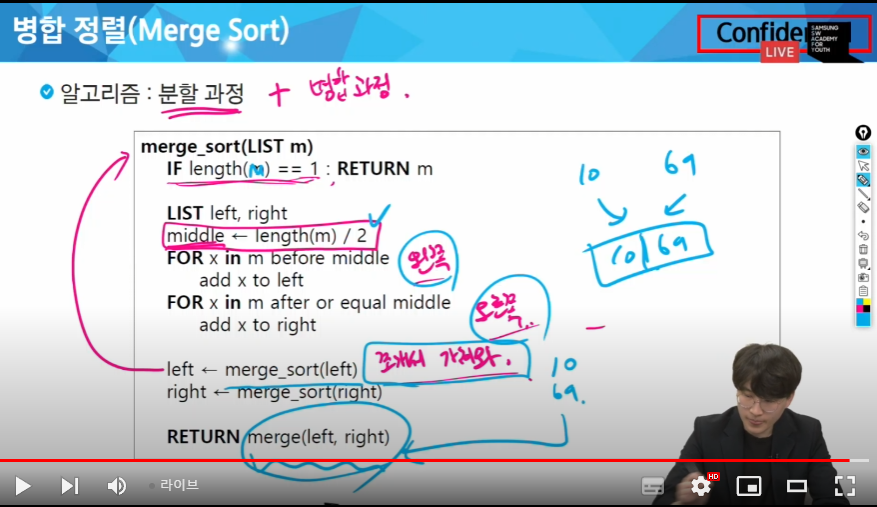 병합 정렬(Merge Sort)
Confide
LIVE
SAMSUNG
SW
ACADEMY
FOR
YOUTH
알고리즘 : 분할 과정 + 병합 과정.
merge_sort(LIST m)
IF length(m) == 1 : RETURN m
10 69
LIST left, right
middle ← length(m) / 2
10 69
FOR x in m before middle
왼쪽
add x to left
FOR x in m after or equal middle
오른쪽
add x to right
left ← merge_sort(left)
쪼개서 가져와.
10
right ← merge_sort(right)
69.
RETURN merge(left, right)
라이브
HD